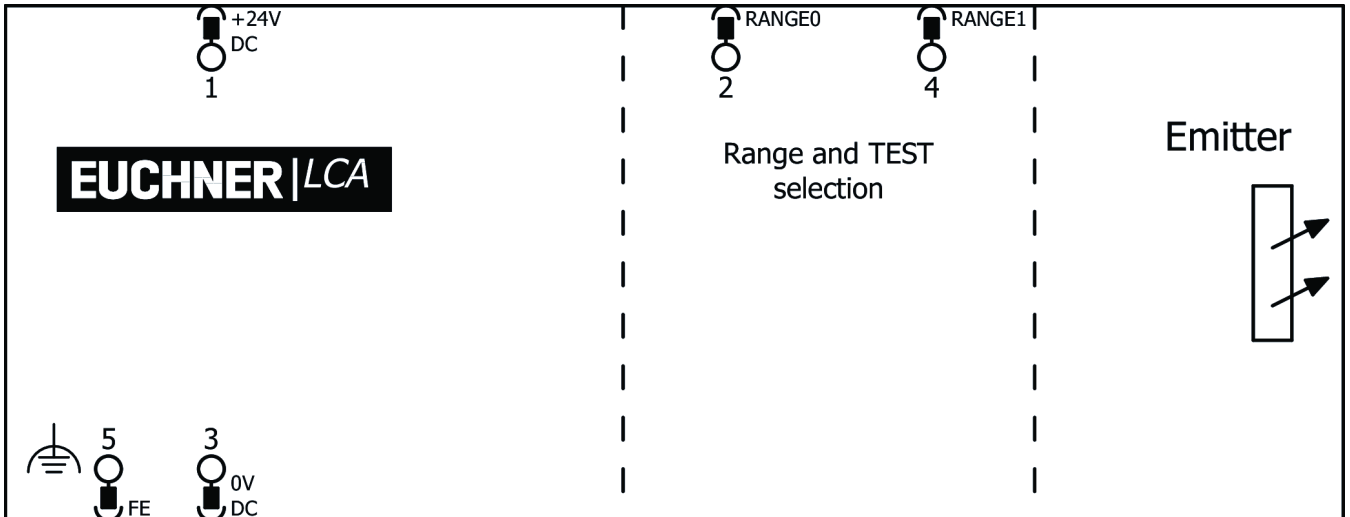 +24V
DC
1
RANGE0
2
RANGE1
4
EUCHNER|LCA
Range and TEST
selection
Emitter
5
FE
3
0V
DC